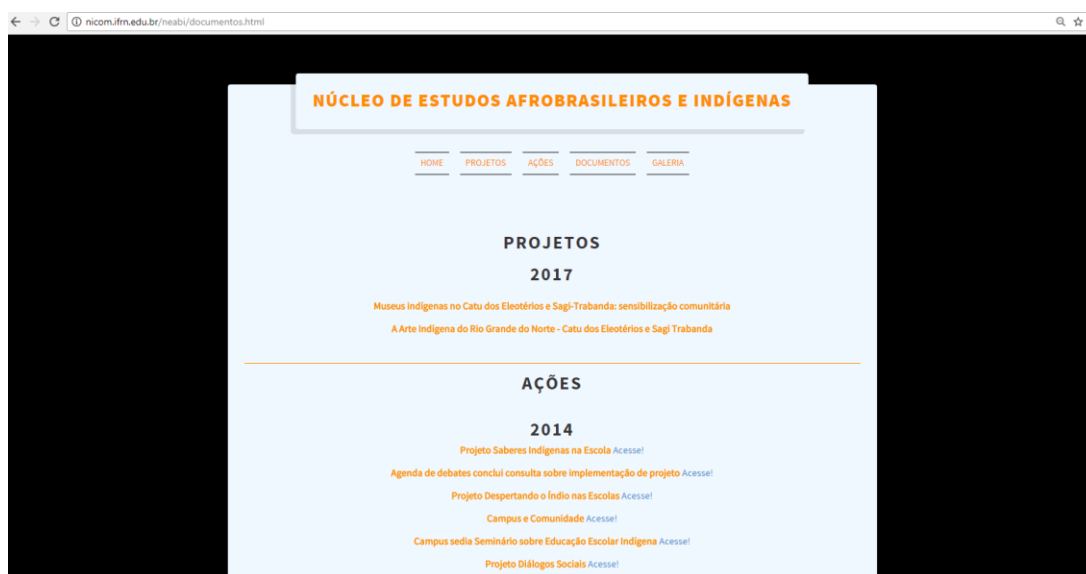 nicom.ifrn.edu.br/neabi/documentos.html
NÚCLEO DE ESTUDOS AFROBRASILEIROS E INDÍGENAS
HOME PROJETOS AÇÕES DOCUMENTOS GALERIA
PROJETOS
2017
Museus indígenas no Catu dos Eleotérios e Sagi-Trabanda: sensibilização comunitária
A Arte Indígena do Rio Grande do Norte - Catu dos Eleotérios e Sagi Trabanda
AÇÕES
2014
Projeto Saberes Indígenas na Escola Acesse!
Agenda de debates conclui consulta sobre implementação de projeto Acesse!
Projeto Despertando o Índio nas Escolas Acesse!
Campus e Comunidade Acesse!
Campus sedia Seminário sobre Educação Escolar Indígena Acesse!
Projeto Diálogos Sociais Acesse!